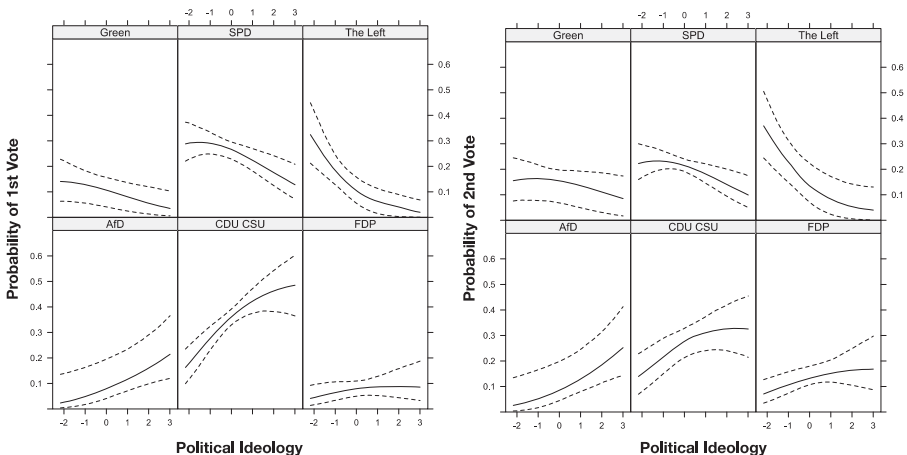 -2 -1 0 1 2 3
Green SPD The Left
0.6
0.5
0.4
0.3
0.2
0.1
AfD CDU CSU FDP
0.6
0.5
0.4
0.3
0.2
0.1
-2 -1 0 1 2 3 -2 -1 0 1 2 3
Probability of 1st Vote
Political Ideology
-2 -1 0 1 2 3
Green SPD The Left
0.6
0.5
0.4
0.3
0.2
0.1
AfD CDU CSU FDP
0.6
0.5
0.4
0.3
0.2
0.1
-2 -1 0 1 2 3 -2 -1 0 1 2 3
Probability of 2nd Vote
Political Ideology